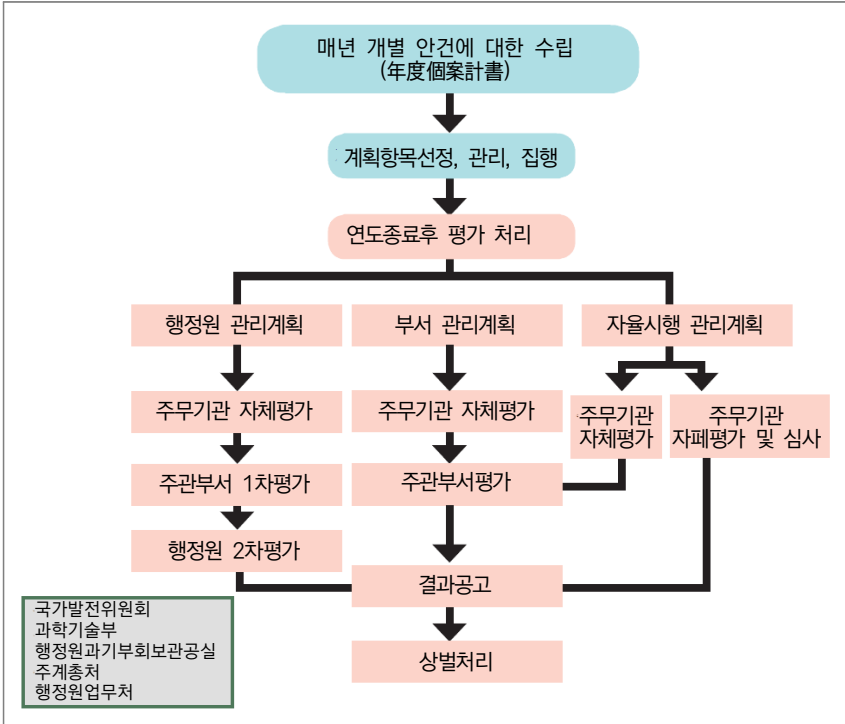 매년 개별 안건에 대한 수립
(年度個案計書)
계획항목선정, 관리, 집행
연도종료후 평가 처리
행정원 관리계획
부서 관리계획
자율시행 관리계획
주무기관 자체평가
주무기관 자체평가
주무기관
자체평가
주무기관
자폐평가 및 심사
주관부서 1차평가
주관부서평가
행정원 2차평가
결과공고
상벌처리
국가발전위원회
과학기술부
행정원과기부회보관공실
주계총처
행정원업무처